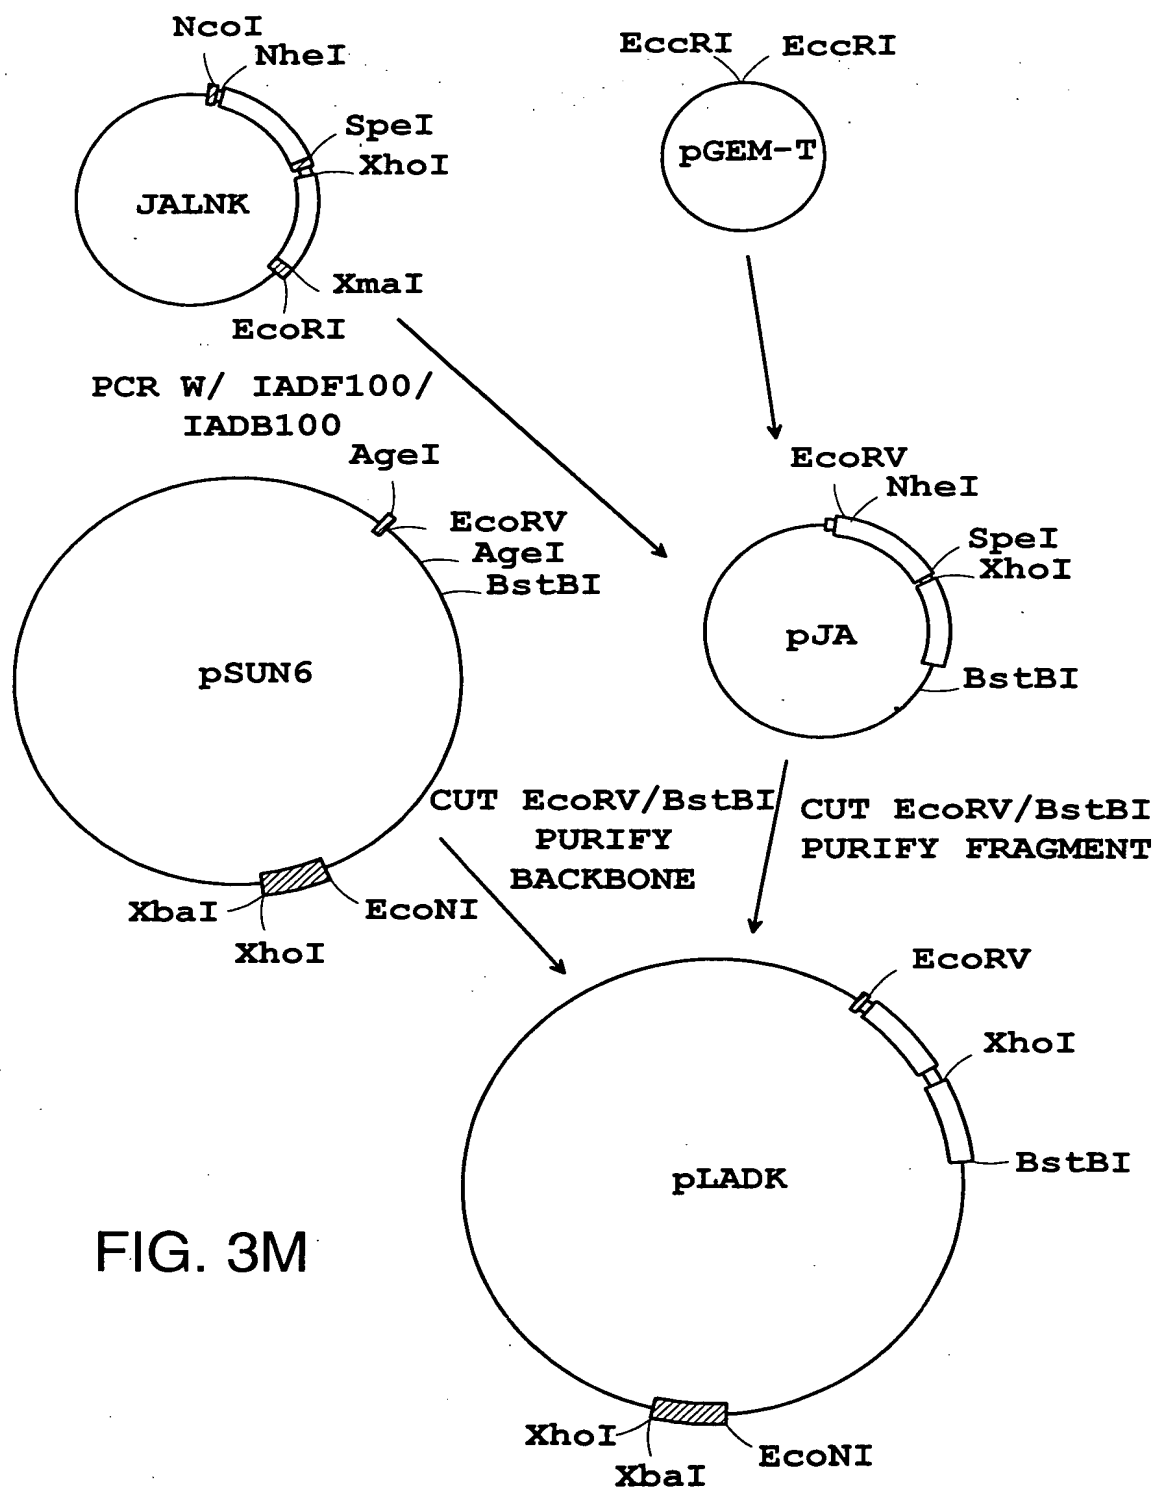 NcoI
NheI
SpeI
XhoI
JALNK
XmaI
EcoRI
EccRI EccRI
pGEM-T
PCR W/ IADF100/
IADB100
AgeI
EcoRV
AgeI
BstBI
pSUN6
XbaI
XhoI
EcoNI
EcoRV
NheI
SpeI
XhoI
pJA
BstBI
CUT EcoRV/BstBI
PURIFY
BACKBONE
CUT EcoRV/BstBI
PURIFY FRAGMENT
EcoRV
XhoI
BstBI
pLADK
XhoI
XbaI
EcoNI
FIG. 3M